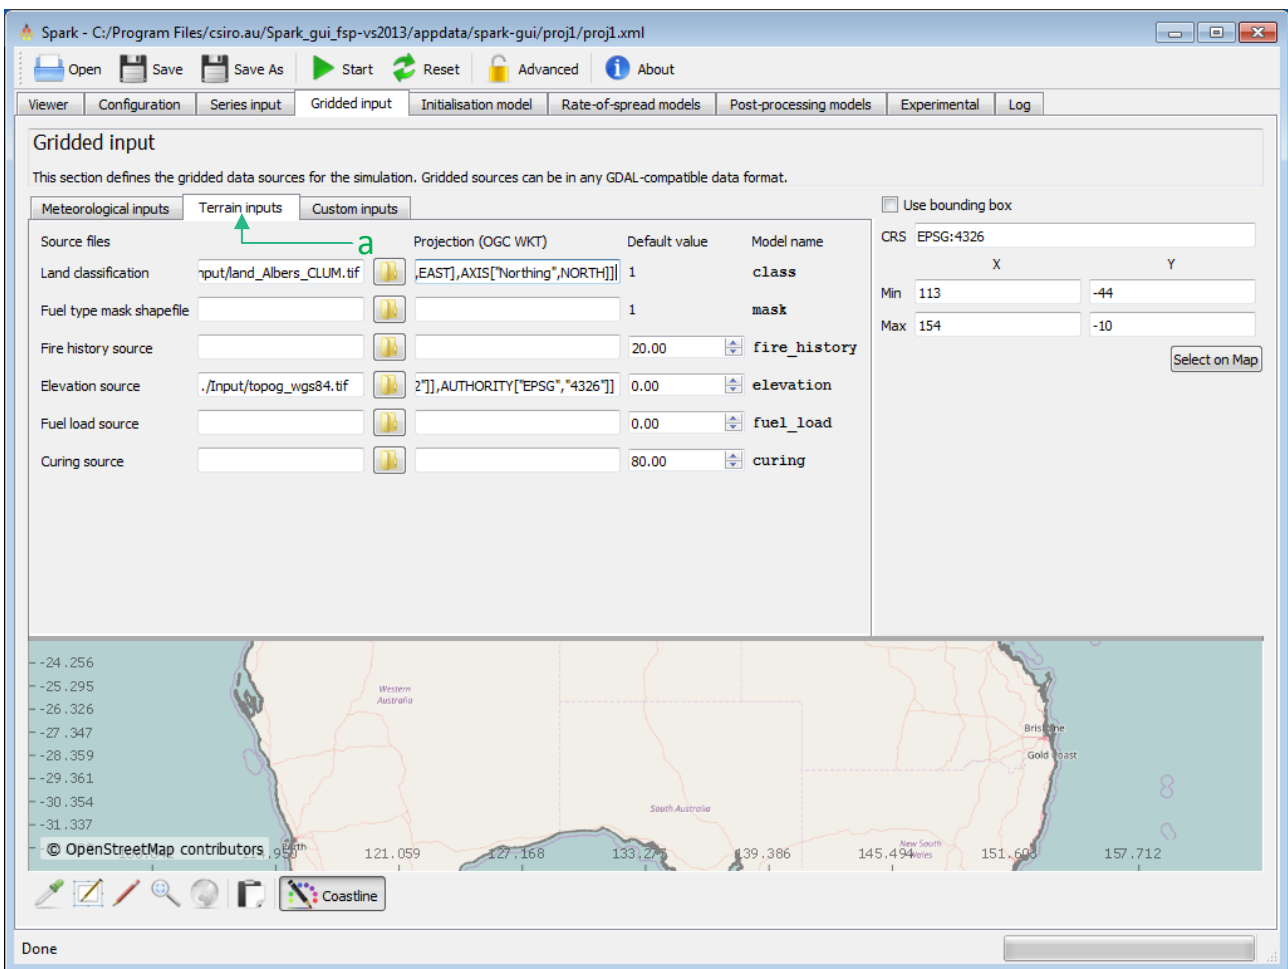 Spark - C:/Program Files/csiro.au/Spark_gui_fsp-vs2013/appdata/spark-gui/proj1/proj1.xml
Open Save Save As Start Reset Advanced About
Viewer Configuration Series input Gridded input Initialisation model Rate-of-spread models Post-processing models Experimental Log
Gridded input
This section defines the gridded data sources for the simulation. Gridded sources can be in any GDAL-compatible data format.
Meteorological inputs Terrain inputs Custom inputs
a
Source files Projection (OGC WKT) Default value Model name
Land classification nput/land_Albers_CLUM.tif ,EAST],AXIS["Northing",NORTH]] 1 class
Fuel type mask shapefile 1 mask
Fire history source 20.00 fire_history
Elevation source ./Input/topog_wgs84.tif 2"]],AUTHORITY["EPSG","4326"]] 0.00 elevation
Fuel load source 0.00 fuel_load
Curing source 80.00 curing
Use bounding box
CRS EPSG:4326
X Y
Min 113 -44
Max 154 -10
Select on Map
-24.256
-25.295
-26.326
-27.347
-28.359
-29.361
-30.354
-31.337
Western
Australia
South Australia
Brisbane
Gold Coast
New South
Wales
© OpenStreetMap contributors
121.059 127.168 133.275 139.386 145.494 151.603 157.712
Coastline
Done